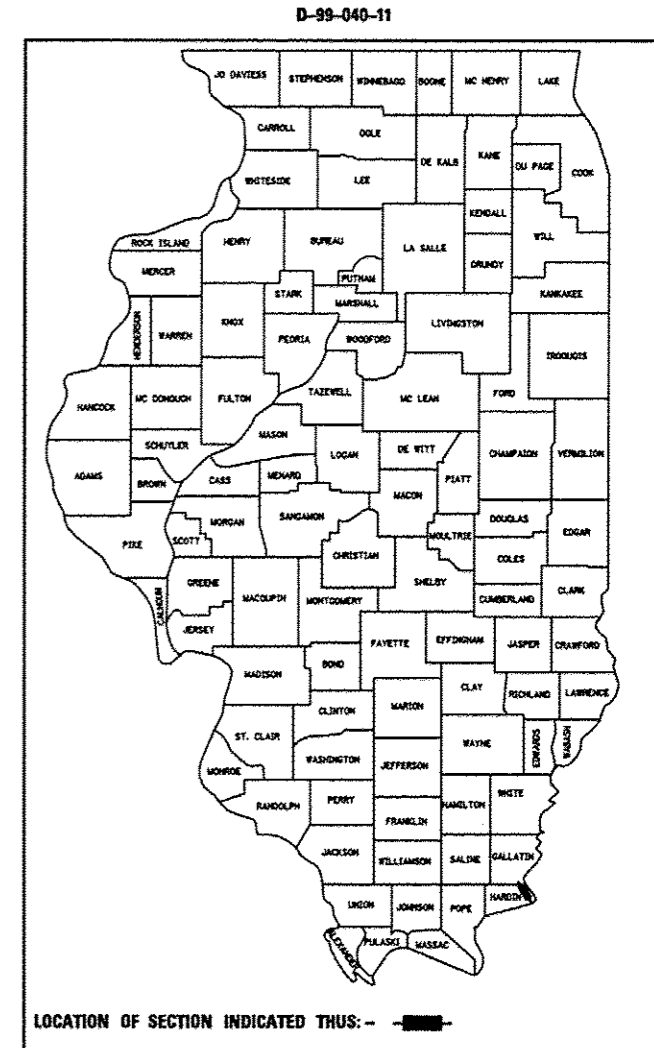 D-99-040-11
JO DAVIESS STEPHENSON WINNEBAGO BOONE MC HENRY LAKE
CARROLL OGLE
DE KALB KANE DU PAGE COOK
WHITESIDE LEE
KENDALL WILL
ROCK ISLAND HENRY BUREAU LA SALLE
MERCER PUTNAM GRUNDY
STARK MARSHALL KANKAKEE
HENDERSON WARREN KNOX PEORIA WOODFORD LIVINGSTON
IROQUOIS
HANCOCK MC DONOUGH FULTON TAZEWELL MC LEAN FORD
MASON
SCHUYLER LOGAN DE WITT CHAMPAIGN VERMILION
ADAMS BROWN CASS MENARD PIATT
MACON
MORGAN SANGAMON DOUGLAS
PIKE SCOTT MOULTRIE EDGAR
CHRISTIAN COLES
GREENE SHELBY
CALHOUN MACOUPIN MONTGOMERY CUMBERLAND CLARK
JERSEY
FAYETTE EFFINGHAM JASPER CRAWFORD
MADISON BOND
CLAY RICHLAND LAWRENCE
CLINTON MARION
ST. CLAIR WAYNE EDWARDS WABASH
WASHINGTON JEFFERSON
MONROE
RANDOLPH PERRY HAMILTON WHITE
FRANKLIN
JACKSON WILLIAMSON SALINE GALLATIN
HARDIN
UNION JOHNSON POPE
ALEXANDER PULASKI MASSAC
LOCATION OF SECTION INDICATED THUS: - -